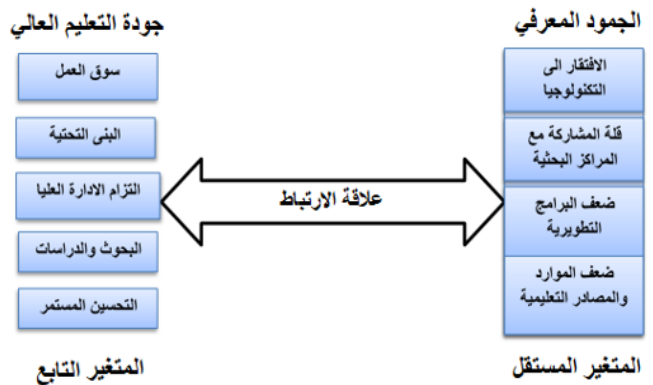 الجمود المعرفي
الافتقار الى
التكنولوجيا
قلة المشاركة مع
المراكز البحثية
ضعف البرامج
التطويرية
ضعف الموارد
والمصادر التعليمية
المتغير المستقل
علاقة الارتباط
جودة التعليم العالي
سوق العمل
البنى التحتية
التزام الادارة العليا
البحوث والدراسات
التحسين المستمر
المتغير التابع